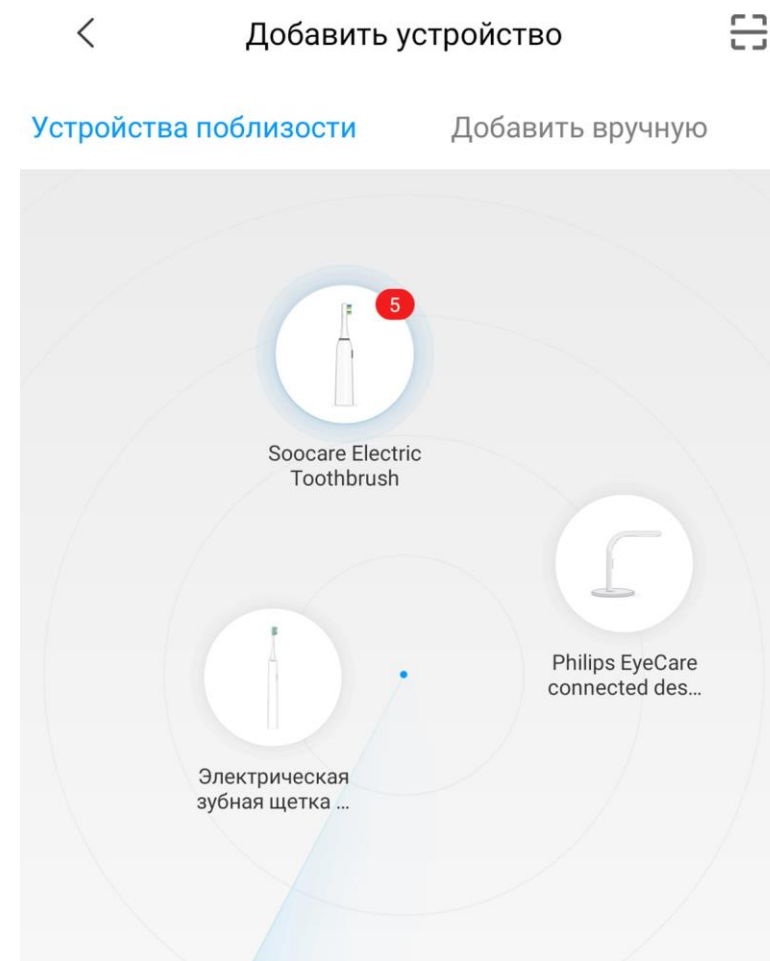 Добавить устройство
Устройства поблизости
Добавить вручную
5
Soocare Electric
Toothbrush
Philips EyeCare
connected des...
Электрическая
зубная щетка ...